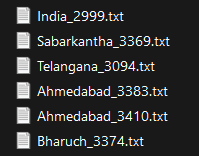 India_2999.txt
Sabarkantha_3369.txt
Telangana_3094.txt
Ahmedabad_3383.txt
Ahmedabad_3410.txt
Bharuch_3374.txt